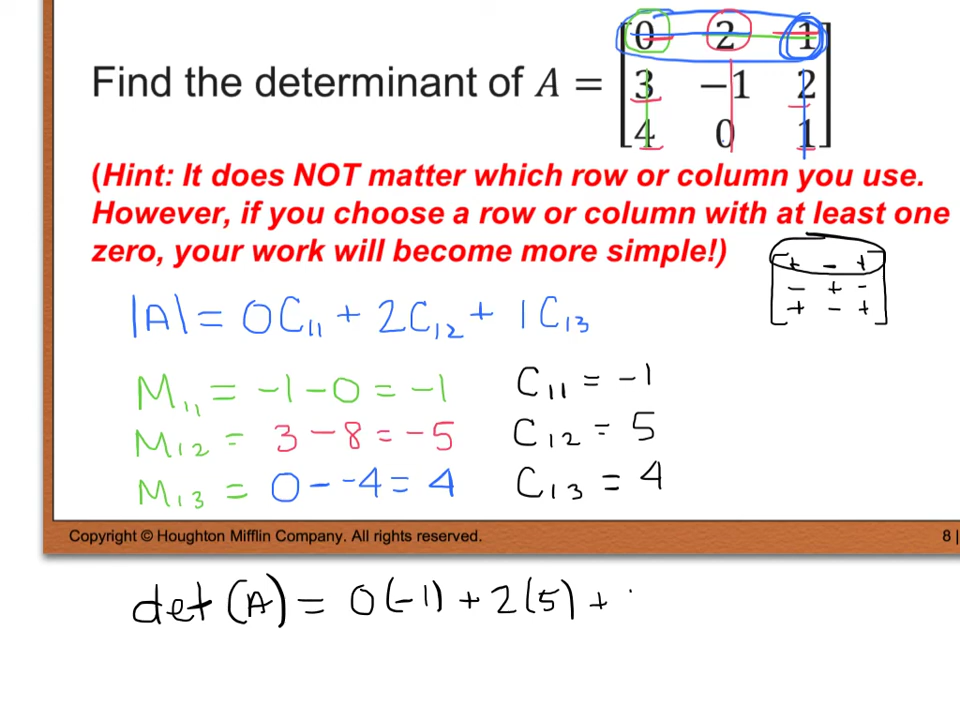 0 2 1
Find the determinant of A = 3 −1 2
4 0 1
(Hint: It does NOT matter which row or column you use.
However, if you choose a row or column with at least one
zero, your work will become more simple!)
+ − +
− + -
+ − +
|A| = 0C₁₁ + 2C₁₂ + 1C₁₃
M₁₁ = −1 − 0 = −1
C₁₁ = −1
M₁₂ = 3 − 8 = −5
C₁₂ = 5
M₁₃ = 0 − -4 = 4
C₁₃ = 4
Copyright © Houghton Mifflin Company. All rights reserved.
8 |
det(A) = 0(−1) + 2(5) +